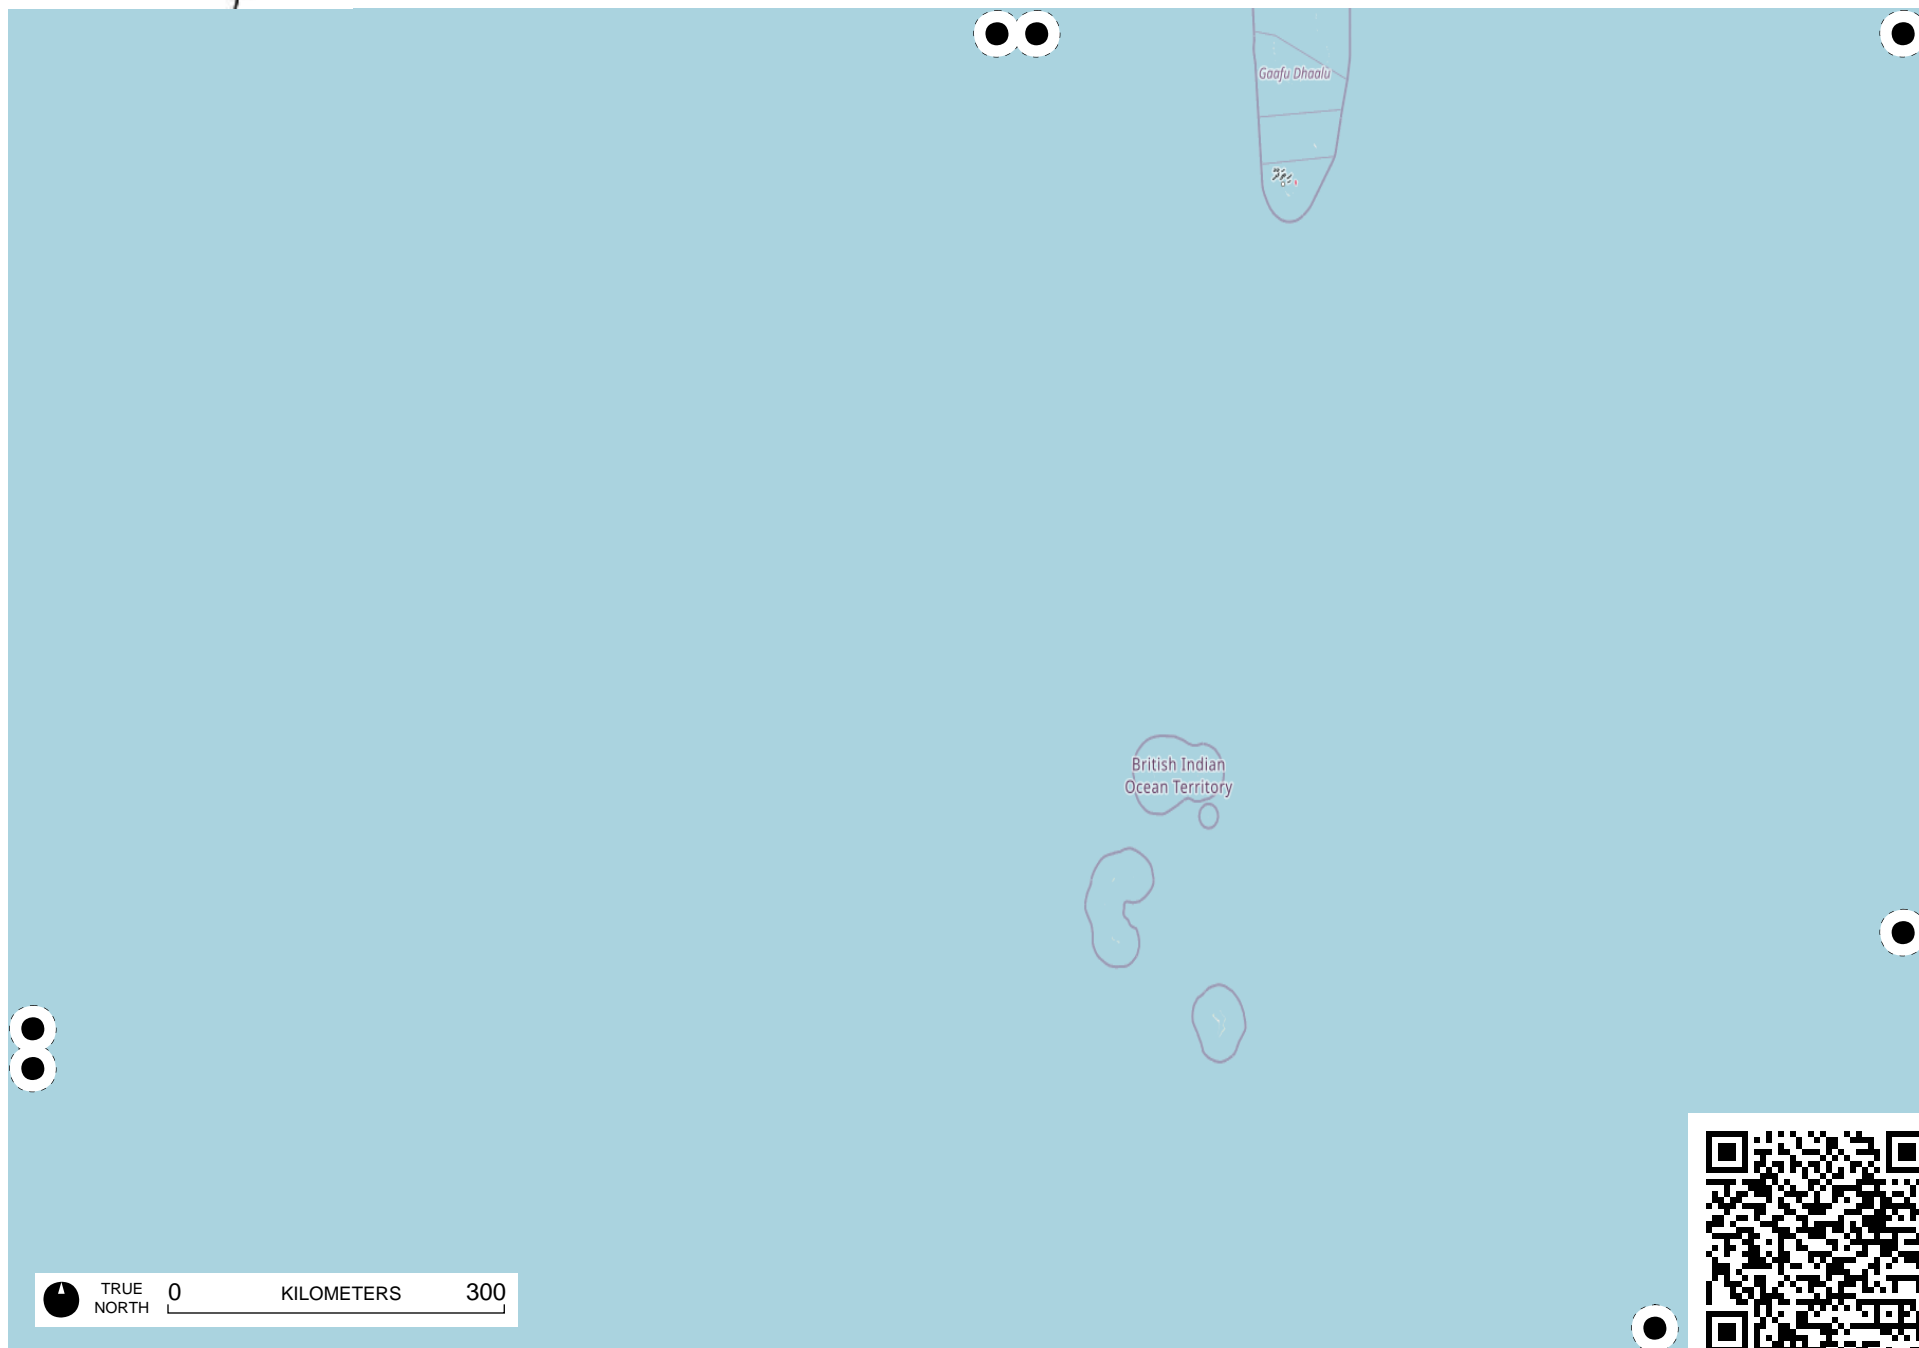 Gaafu Dhaalu
British Indian
Ocean Territory
TRUE
NORTH
0 KILOMETERS 300